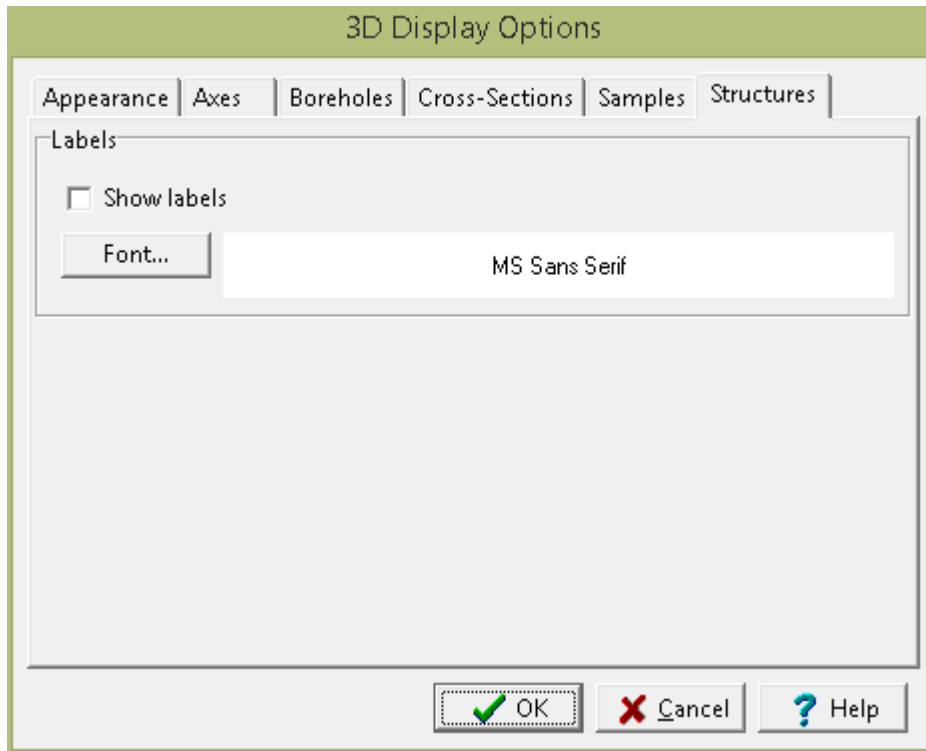 3D Display Options
Appearance Axes Boreholes Cross-Sections Samples Structures
Labels
Show labels
Font... MS Sans Serif
OK Cancel Help